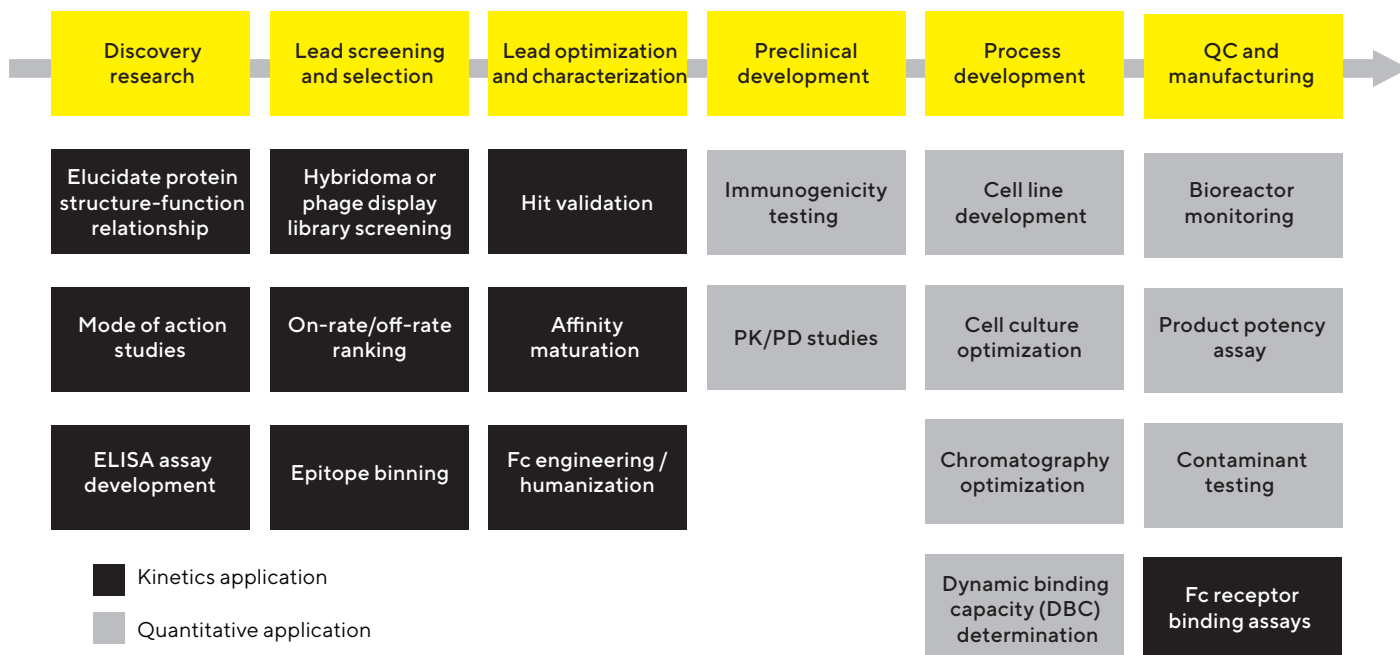 Discovery
research
Lead screening
and selection
Lead optimization
and characterization
Preclinical
development
Process
development
QC and
manufacturing
Elucidate protein
structure-function
relationship
Hybridoma or
phage display
library screening
Hit validation
Immunogenicity
testing
Cell line
development
Bioreactor
monitoring
Mode of action
studies
On-rate/off-rate
ranking
Affinity
maturation
PK/PD studies
Cell culture
optimization
Product potency
assay
ELISA assay
development
Epitope binning
Fc engineering /
humanization
Chromatography
optimization
Contaminant
testing
Dynamic binding
capacity (DBC)
determination
Fc receptor
binding assays
Kinetics application
Quantitative application